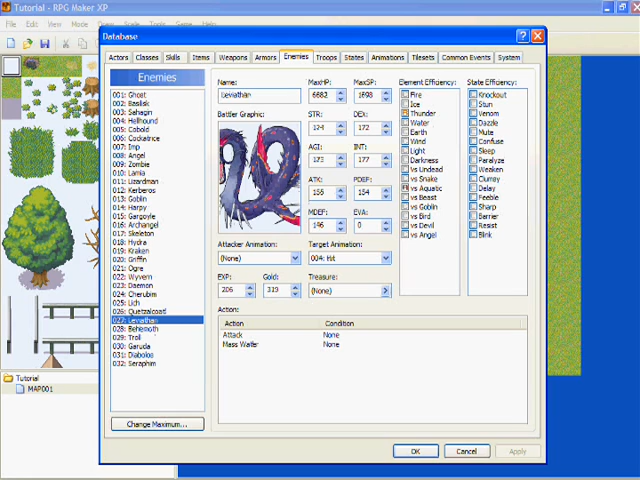 Tutorial - RPG Maker XP
File Edit View Mode Draw Scale Tools Game Help
Database
Actors Classes Skills Items Weapons Armors Enemies Troops States Animations Tilesets Common Events System
Enemies
001: Ghost
002: Basilisk
003: Sahagin
004: Hellhound
005: Cobold
006: Cockatrice
007: Imp
008: Angel
009: Zombie
010: Lamia
011: Lizardman
012: Kerberos
013: Goblin
014: Harpy
015: Gargoyle
016: Archangel
017: Skeleton
018: Hydra
019: Kraken
020: Griffin
021: Ogre
022: Wyvern
023: Daemon
024: Cherubim
025: Lich
026: Quetzalcoatl
027: Leviathan
028: Behemoth
029: Troll
030: Garuda
031: Diabolos
032: Seraphim
Change Maximum...
Name:
Leviathan
MaxHP:
6682
MaxSP:
1698
Battler Graphic:
STR:
DEX:
172
AGI:
173
INT:
177
ATK:
PDEF:
154
MDEF:
EVA:
0
Attacker Animation:
(None)
Target Animation:
004: Hit
EXP:
206
Gold:
319
Treasure:
(None)
Action:
Action Condition
Attack None
Mass Water None
Element Efficiency:
Fire
Ice
Thunder
Water
Earth
Wind
Light
Darkness
vs Undead
vs Snake
vs Aquatic
vs Beast
vs Goblin
vs Bird
vs Devil
vs Angel
State Efficiency:
Knockout
Stun
Venom
Dazzle
Mute
Confuse
Sleep
Paralyze
Weaken
Clumsy
Delay
Feeble
Sharp
Barrier
Resist
Blink
OK Cancel Apply
Tutorial
MAP001